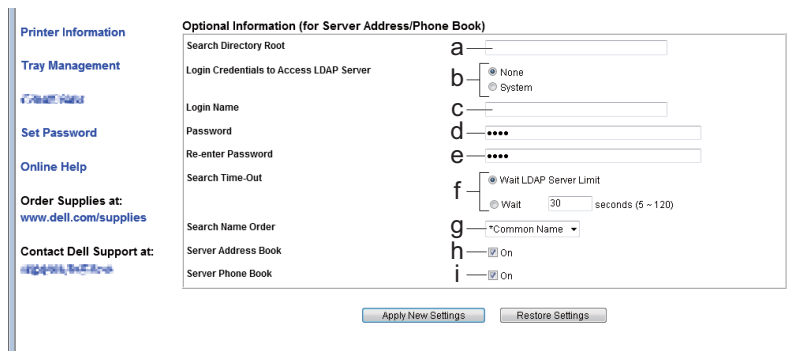 Optional Information (for Server Address/Phone Book)
Printer Information
Tray Management
Set Password
Online Help
Order Supplies at:
www.dell.com/supplies
Contact Dell Support at:
Search Directory Root a
Login Credentials to Access LDAP Server b None
System
Login Name c
Password d ••••
Re-enter Password e ••••
Search Time-Out f Wait LDAP Server Limit
Wait 30 seconds (5 ~ 120)
Search Name Order g *Common Name
Server Address Book h On
Server Phone Book i On
Apply New Settings Restore Settings